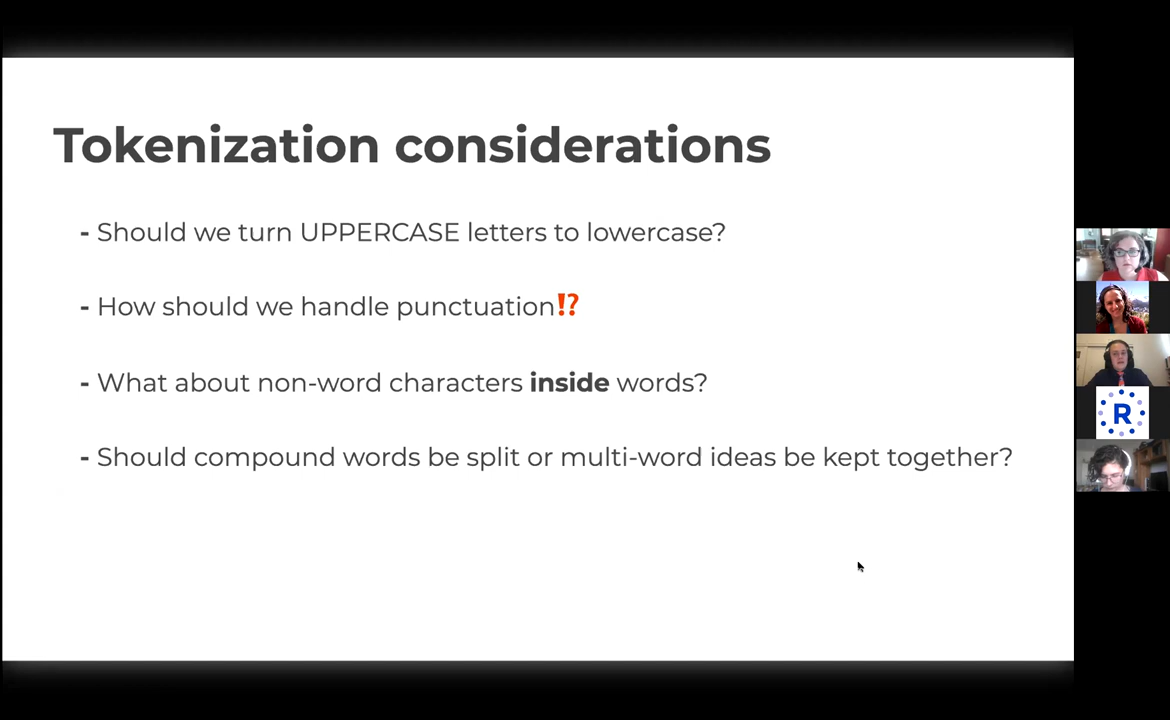 Tokenization considerations
- Should we turn UPPERCASE letters to lowercase?
- How should we handle punctuation⁉
- What about non-word characters inside words?
- Should compound words be split or multi-word ideas be kept together?
R